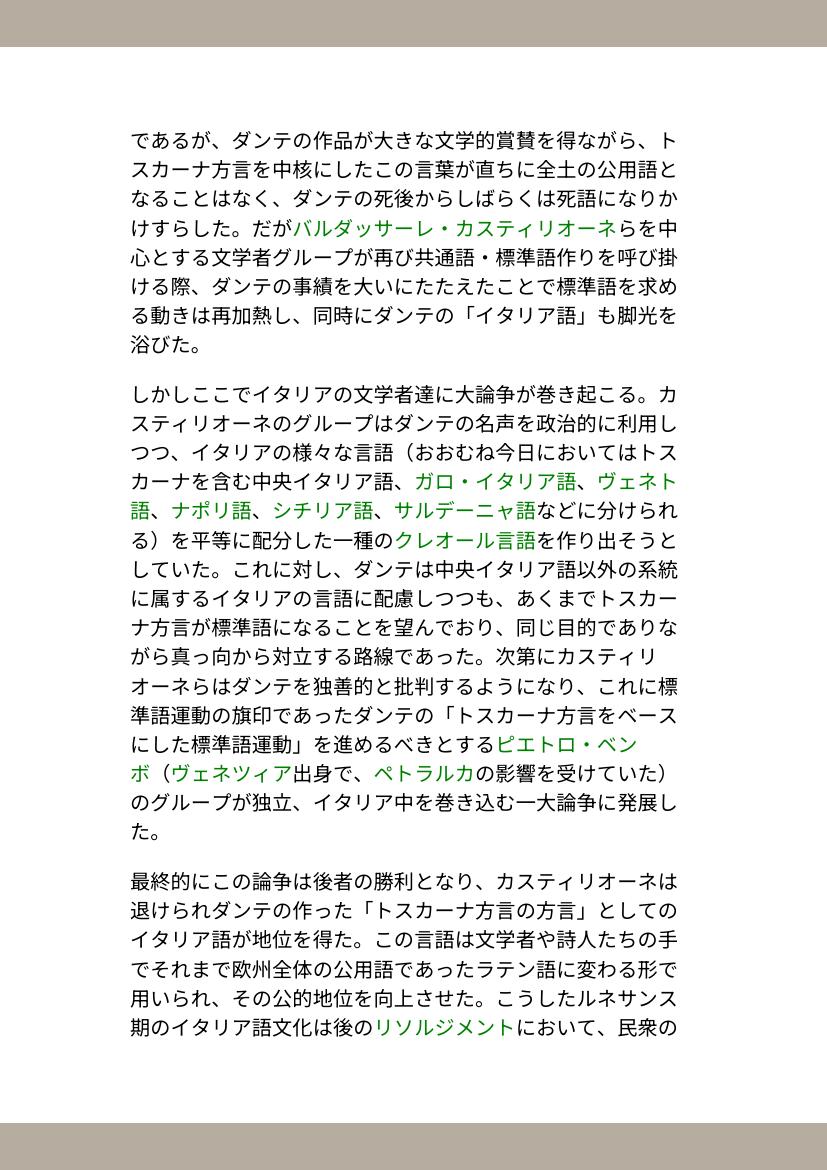 であるが、ダンテの作品が大きな文学的賞賛を得ながら、ト
スカーナ方言を中核にしたこの言葉が直ちに全土の公用語と
なることはなく、ダンテの死後からしばらくは死語になりか
けすらした。だがバルダッサーレ・カスティリオーネらを中
心とする文学者グループが再び共通語・標準語作りを呼び掛
ける際、ダンテの事績を大いにたたえたことで標準語を求め
る動きは再加熱し、同時にダンテの「イタリア語」も脚光を
浴びた。
しかしここでイタリアの文学者達に大論争が巻き起こる。カ
スティリオーネのグループはダンテの名声を政治的に利用し
つつ、イタリアの様々な言語（おおむね今日においてはトス
カーナを含む中央イタリア語、ガロ・イタリア語、ヴェネト
語、ナポリ語、シチリア語、サルデーニャ語などに分けられ
る）を平等に配分した一種のクレオール言語を作り出そうと
していた。これに対し、ダンテは中央イタリア語以外の系統
に属するイタリアの言語に配慮しつつも、あくまでトスカー
ナ方言が標準語になることを望んでおり、同じ目的でありな
がら真っ向から対立する路線であった。次第にカスティリ
オーネらはダンテを独善的と批判するようになり、これに標
準語運動の旗印であったダンテの「トスカーナ方言をベース
にした標準語運動」を進めるべきとするピエトロ・ベン
ボ（ヴェネツィア出身で、ペトラルカの影響を受けていた）
のグループが独立、イタリア中を巻き込む一大論争に発展し
た。
最終的にこの論争は後者の勝利となり、カスティリオーネは
退けられダンテの作った「トスカーナ方言の方言」としての
イタリア語が地位を得た。この言語は文学者や詩人たちの手
でそれまで欧州全体の公用語であったラテン語に変わる形で
用いられ、その公的地位を向上させた。こうしたルネサンス
期のイタリア語文化は後のリソルジメントにおいて、民衆の